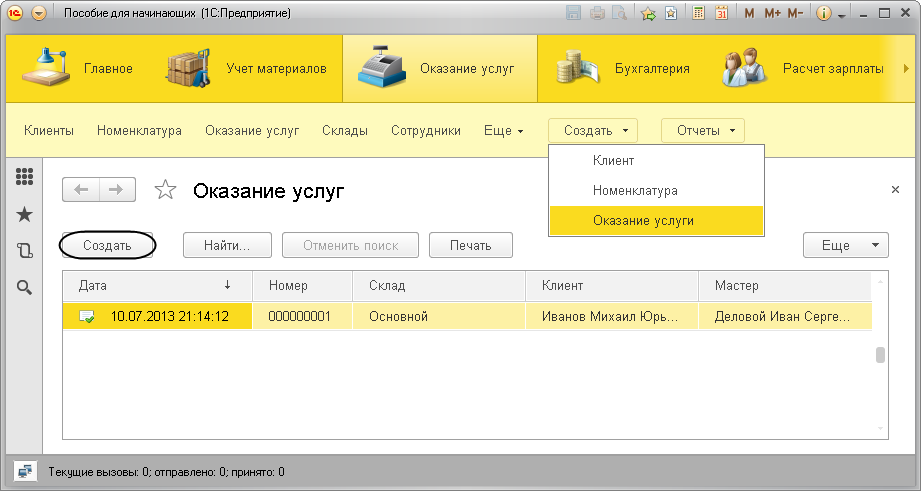 Пособие для начинающих (1С:Предприятие)
M M+ M-
Главное Учет материалов Оказание услуг Бухгалтерия Расчет зарплаты
Клиенты Номенклатура Оказание услуг Склады Сотрудники Еще Создать Отчеты
Клиент
Номенклатура
Оказание услуги
Оказание услуг
Создать Найти... Отменить поиск Печать Еще
Дата Номер Склад Клиент Мастер
10.07.2013 21:14:12 000000001 Основной Иванов Михаил Юрь... Деловой Иван Серге...
Текущие вызовы: 0; отправлено: 0; принято: 0